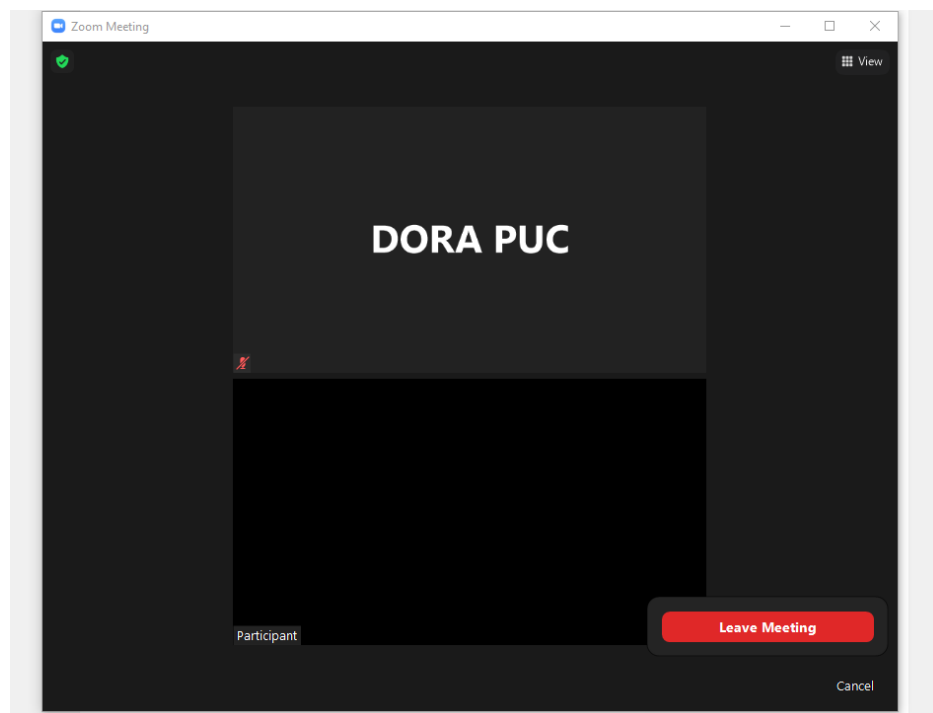 Zoom Meeting
View
DORA PUC
Participant
Leave Meeting
Cancel